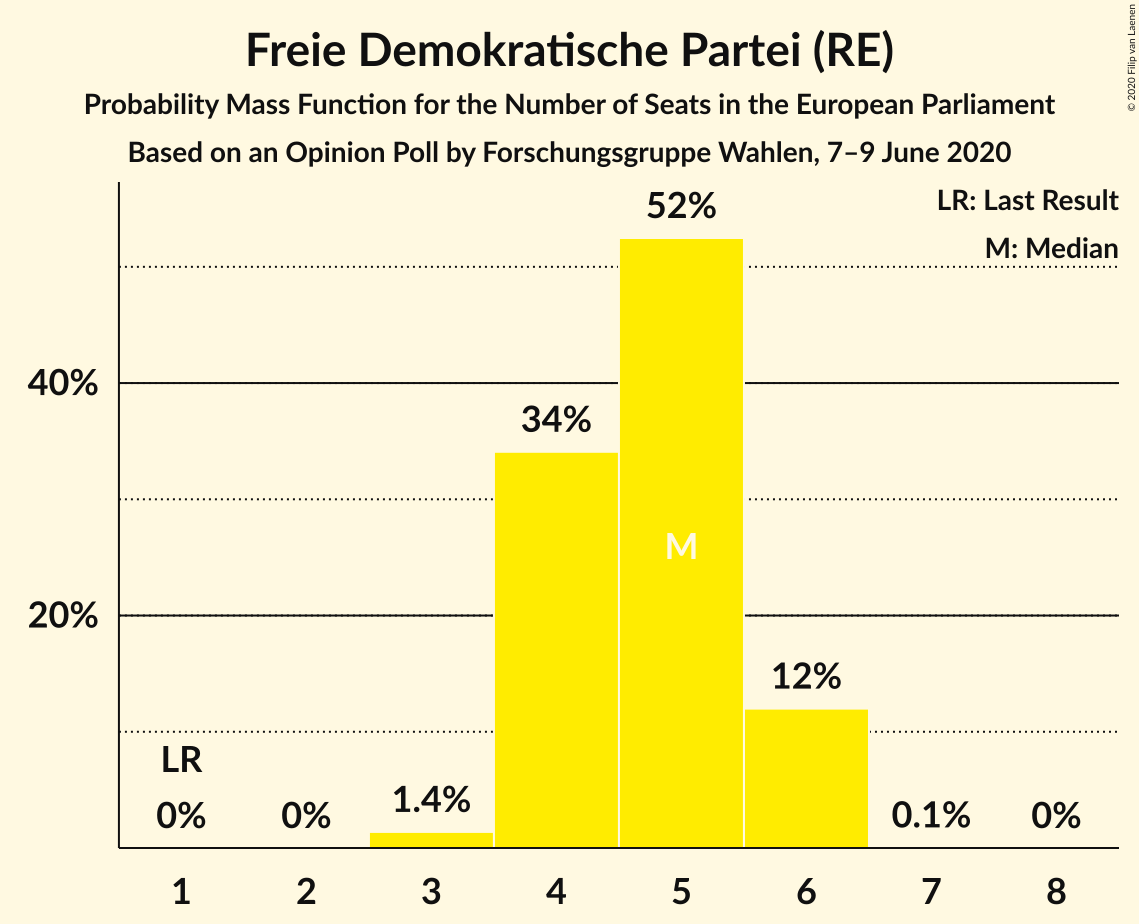 Freie Demokratische Partei (RE)
Probability Mass Function for the Number of Seats in the European Parliament
Based on an Opinion Poll by Forschungsgruppe Wahlen, 7–9 June 2020
© 2020 Filip van Laenen
LR: Last Result
M: Median
52%
40%
34%
M
20%
12%
LR
0%
0%
1.4%
0.1%
0%
1 2 3 4 5 6 7 8